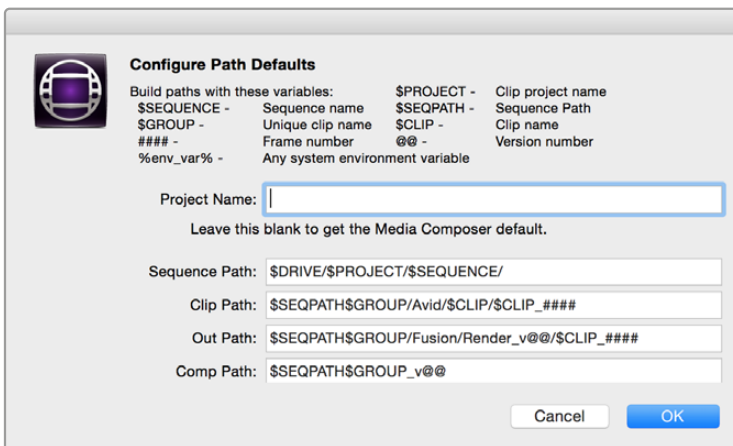 Configure Path Defaults
Build paths with these variables: $PROJECT - Clip project name
$SEQUENCE - Sequence name $SEQPATH - Sequence Path
$GROUP - Unique clip name $CLIP - Clip name
#### - Frame number @@ - Version number
%env_var% - Any system environment variable
Project Name:
Leave this blank to get the Media Composer default.
Sequence Path: $DRIVE/$PROJECT/$SEQUENCE/
Clip Path: $SEQPATH$GROUP/Avid/$CLIP/$CLIP_####
Out Path: $SEQPATH$GROUP/Fusion/Render_v@@/$CLIP_####
Comp Path: $SEQPATH$GROUP_v@@
Cancel OK